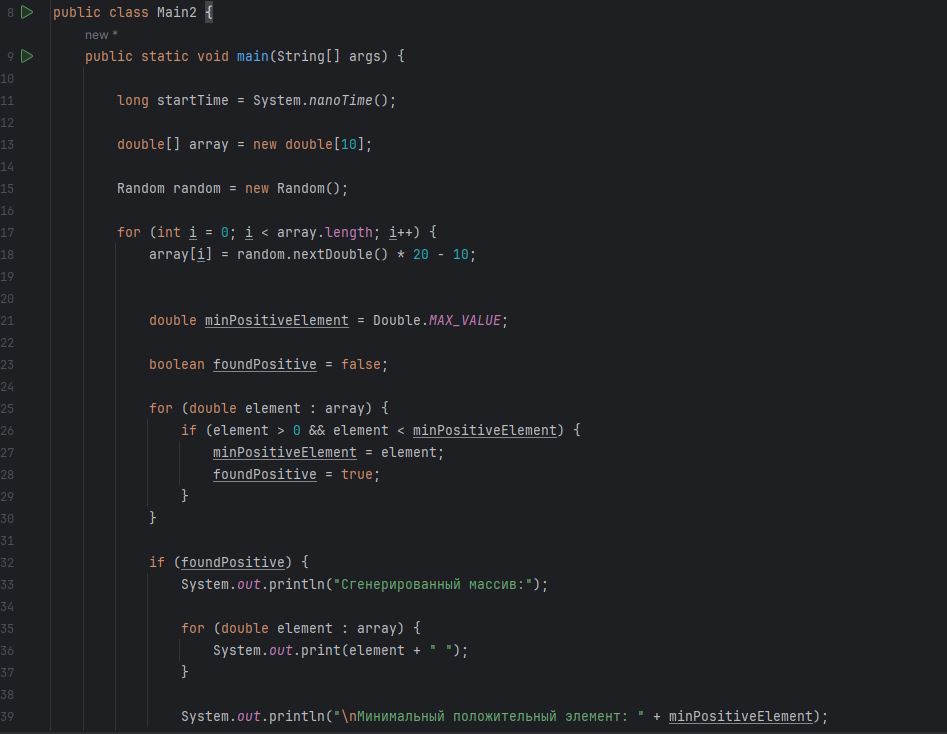 8 public class Main2 {
new *
9 public static void main(String[] args) {
10
11 long startTime = System.nanoTime();
12
13 double[] array = new double[10];
14
15 Random random = new Random();
16
17 for (int i = 0; i < array.length; i++) {
18 array[i] = random.nextDouble() * 20 - 10;
19
20
21 double minPositiveElement = Double.MAX_VALUE;
22
23 boolean foundPositive = false;
24
25 for (double element : array) {
26 if (element > 0 && element < minPositiveElement) {
27 minPositiveElement = element;
28 foundPositive = true;
29 }
30 }
31
32 if (foundPositive) {
33 System.out.println("Сгенерированный массив:");
34
35 for (double element : array) {
36 System.out.print(element + " ");
37 }
38
39 System.out.println("\nМинимальный положительный элемент: " + minPositiveElement);